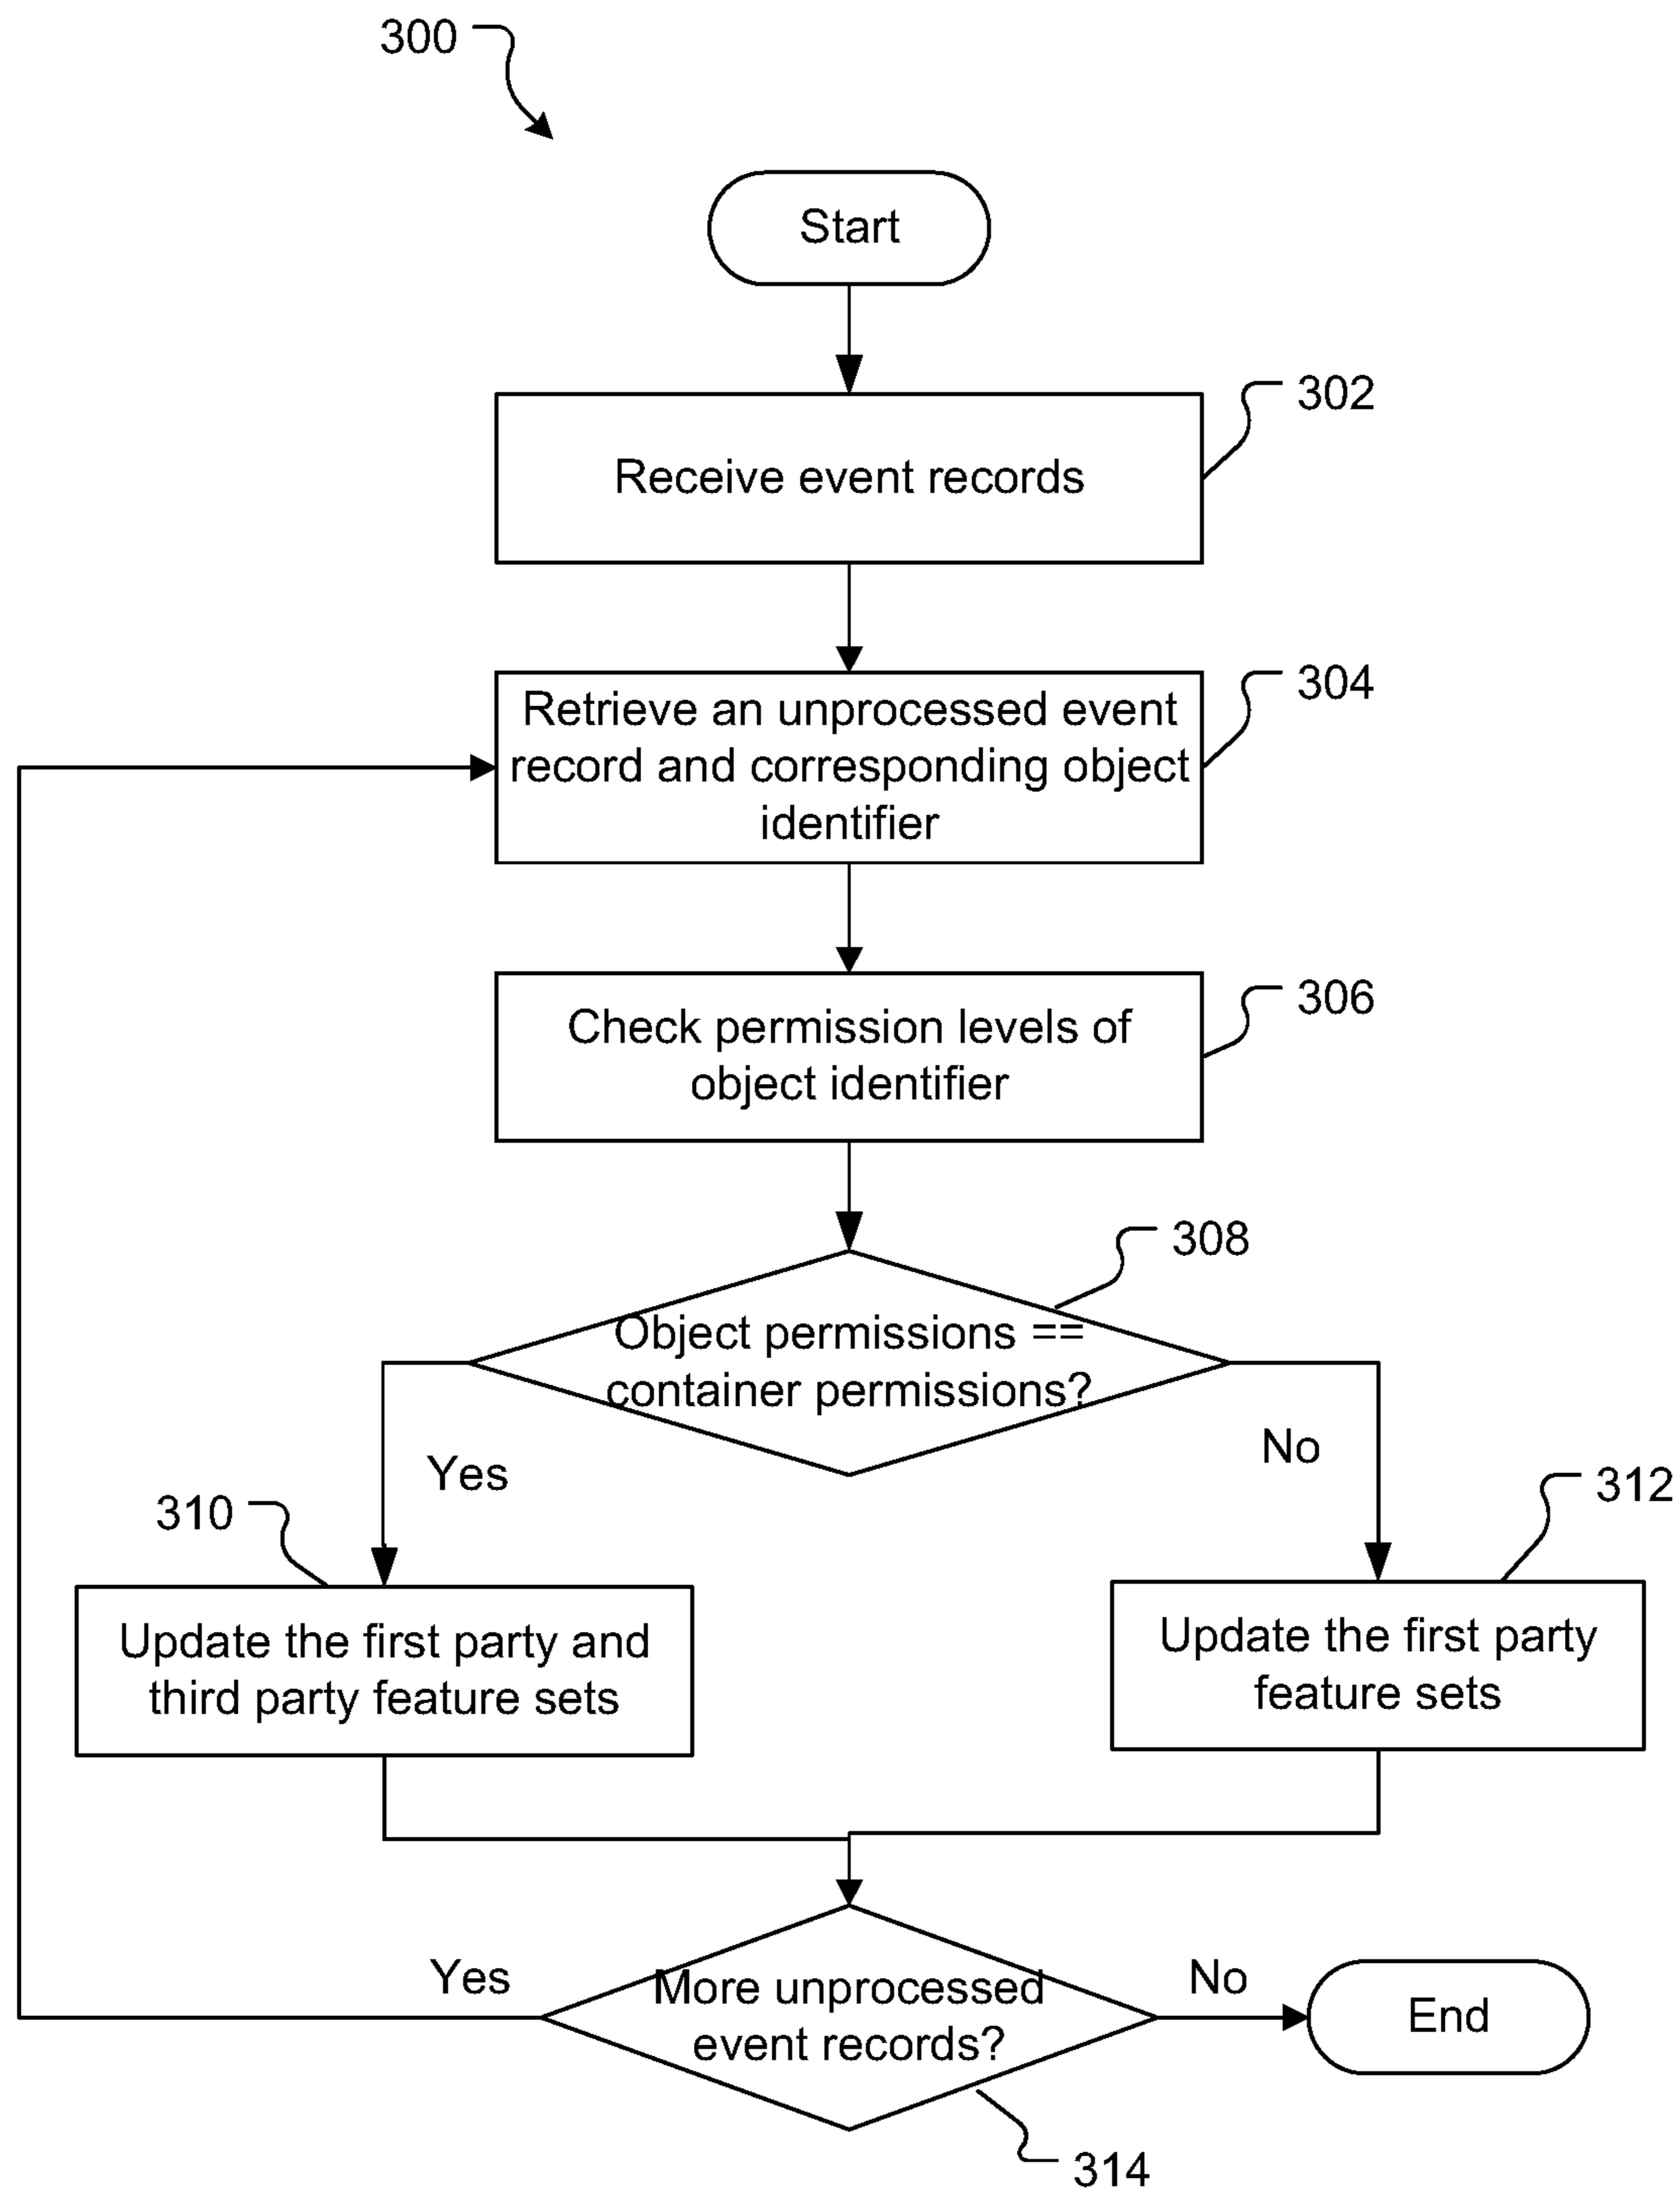 300
Start
302
Receive event records
304
Retrieve an unprocessed event
record and corresponding object
identifier
306
Check permission levels of
object identifier
308
Object permissions ==
container permissions?
Yes
No
310
312
Update the first party and
third party feature sets
Update the first party
feature sets
Yes
More unprocessed
event records?
No
End
314